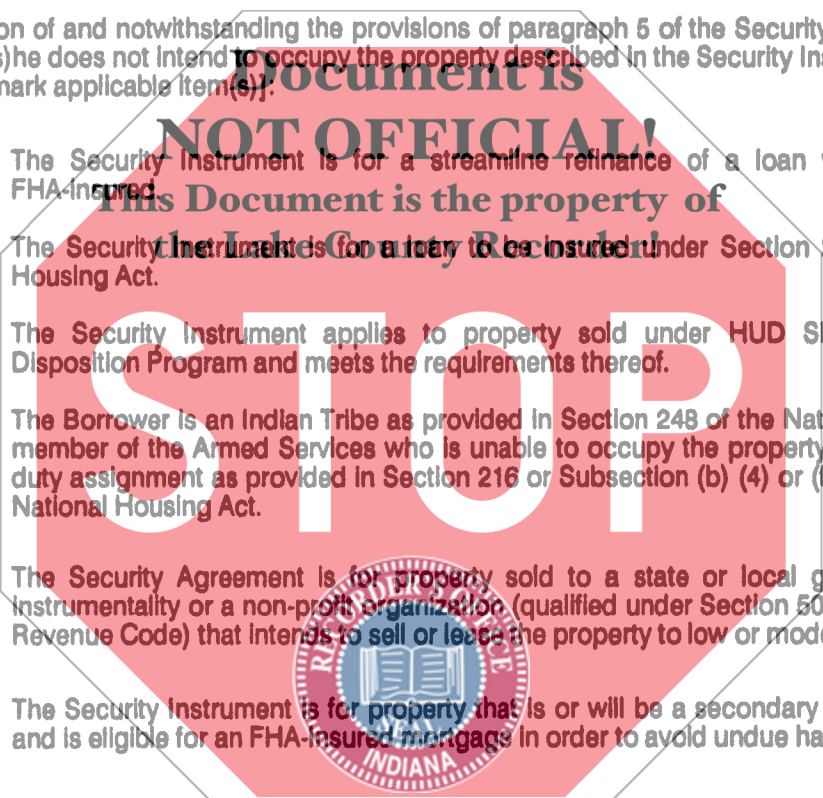 on of and notwithstanding the provisions of paragraph 5 of the Security
s)he does not intend to occupy the property described in the Security Ins
mark applicable item(s)]:
Document is
NOT OFFICIAL!
This Document is the property of
the Lake County Recorder!
The Security Instrument is for a streamline refinance of a loan
FHA-insured.
The Security Instrument is for a loan to be insured under Section
Housing Act.
The Security Instrument applies to property sold under HUD
Disposition Program and meets the requirements thereof.
The Borrower is an Indian Tribe as provided in Section 248 of the Nat
member of the Armed Services who is unable to occupy the property
duty assignment as provided in Section 216 or Subsection (b) (4) or (
National Housing Act.
STOP
The Security Agreement is for property sold to a state or local g
instrumentality or a non-profit organization (qualified under Section 50
Revenue Code) that intends to sell or lease the property to low or mode
The Security Instrument is for property that is or will be a secondary
and is eligible for an FHA-insured mortgage in order to avoid undue ha
RECORDER'S OFFICE
INDIANA